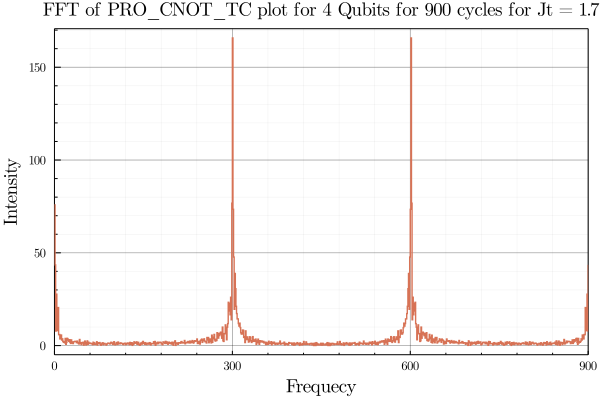 FFT of PRO_CNOT_TC plot for 4 Qubits for 900 cycles for Jt = 1.7
150
100
50
0
Intensity
0 300 600 900
Frequecy